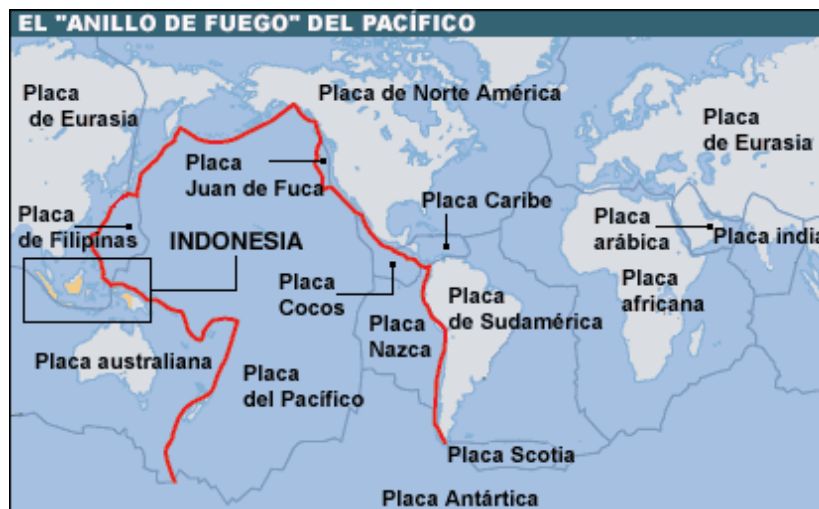 EL "ANILLO DE FUEGO" DEL PACÍFICO
Placa
de Eurasia
Placa de Norte América
Placa
de Eurasia
Placa
Juan de Fuca
Placa Caribe
Placa
de Filipinas
INDONESIA
Placa
arábica
Placa india
Placa
Cocos
Placa
de Sudamérica
Placa
africana
Placa
Nazca
Placa australiana
Placa
del Pacífico
Placa Scotia
Placa Antártica